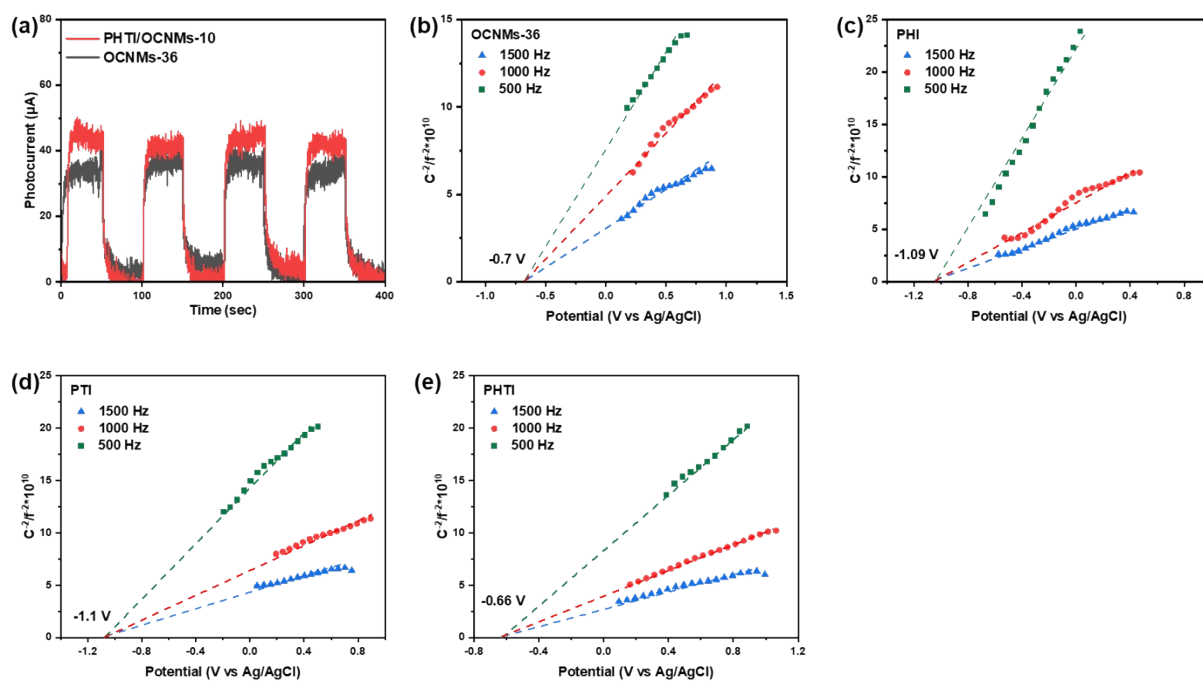 (a)
PHTI/OCNMs-10
OCNMs-36
Photocurrent (μA)
80
60
40
20
0
0 100 200 300 400
Time (sec)
(b)
OCNMs-36
1500 Hz
1000 Hz
500 Hz
C⁻²/f⁻²*10¹⁰
15
10
5
0
-0.7 V
-1.0 -0.5 0.0 0.5 1.0 1.5
Potential (V vs Ag/AgCl)
(c)
PHI
1500 Hz
1000 Hz
500 Hz
C⁻²/f⁻²*10¹⁰
25
20
15
10
5
0
-1.09 V
-1.2 -0.8 -0.4 0.0 0.4 0.8
Potential (V vs Ag/AgCl)
(d)
PTI
1500 Hz
1000 Hz
500 Hz
C⁻²/f⁻²*10¹⁰
25
20
15
10
5
0
-1.1 V
-1.2 -0.8 -0.4 0.0 0.4 0.8
Potential (V vs Ag/AgCl)
(e)
PHTI
1500 Hz
1000 Hz
500 Hz
C⁻²/f⁻²*10¹⁰
25
20
15
10
5
0
-0.66 V
-0.8 -0.4 0.0 0.4 0.8 1.2
Potential (V vs Ag/AgCl)